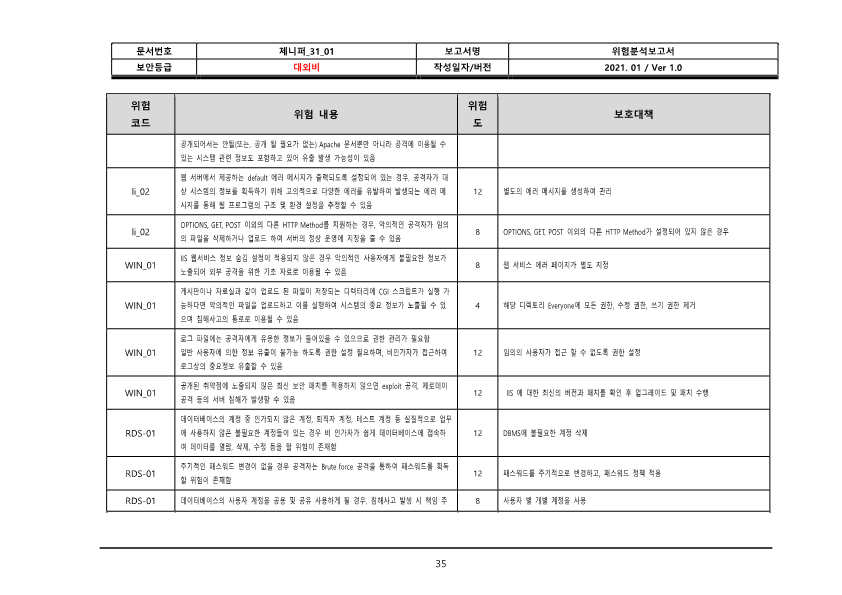 문서번호 제니퍼_31_01 보고서명 위험분석보고서
보안등급 대외비 작성일자/버전 2021. 01 / Ver 1.0
위험 코드 위험 내용 위험도 보호대책
공개되어서는 안될(또는, 공개 될 필요가 없는) Apache 문서뿐만 아니라 공격에 이용될 수
있는 시스템 관련 정보도 포함하고 있어 유출 발생 가능성이 있음
웹 서버에서 제공하는 default 에러 메시지가 출력되도록 설정되어 있는 경우, 공격자가 대
li_02 상 시스템의 정보를 획득하기 위해 고의적으로 다양한 에러를 유발하여 발생되는 에러 메 12 별도의 에러 메시지를 생성하여 관리
시지를 통해 웹 프로그램의 구조 및 환경 설정을 추정할 수 있음
li_02 OPTIONS, GET, POST 이외의 다른 HTTP Method를 지원하는 경우, 악의적인 공격자가 임의 8 OPTIONS, GET, POST 이외의 다른 HTTP Method가 설정되어 있지 않은 경우
의 파일을 삭제하거나 업로드 하여 서버의 정상 운영에 지장을 줄 수 있음
WIN_01 IIS 웹서비스 정보 숨김 설정이 적용되지 않은 경우 악의적인 사용자에게 불필요한 정보가 8 웹 서비스 에러 페이지가 별도 지정
노출되어 외부 공격을 위한 기초 자료로 이용될 수 있음
게시판이나 자료실과 같이 업로드 된 파일이 저장되는 디렉터리에 CGI 스크립트가 실행 가
WIN_01 능하다면 악의적인 파일을 업로드하고 이를 실행하여 시스템의 중요 정보가 노출될 수 있 4 해당 디렉토리 Everyone에 모든 권한, 수정 권한, 쓰기 권한 제거
으며 침해사고의 통로로 이용될 수 있음
로그 파일에는 공격자에게 유용한 정보가 들어있을 수 있으므로 권한 관리가 필요함
WIN_01 일반 사용자에 의한 정보 유출이 불가능 하도록 권한 설정 필요하며, 비인가자가 접근하여 12 임의의 사용자가 접근 할 수 없도록 권한 설정
로그상의 중요정보 유출할 수 있음
WIN_01 공개된 취약점에 노출되지 않은 최신 보안 패치를 적용하지 않으면 exploit 공격, 제로데이 12 IIS 에 대한 최신의 버전과 패치를 확인 후 업그레이드 및 패치 수행
공격 등의 서버 침해가 발생할 수 있음
데이터베이스의 계정 중 인가되지 않은 계정, 퇴직자 계정, 테스트 계정 등 실질적으로 업무
RDS-01 에 사용하지 않은 불필요한 계정들이 있는 경우 비 인가자가 쉽게 데이터베이스에 접속하 12 DBMS에 불필요한 계정 삭제
여 데이터를 열람, 삭제, 수정 등을 할 위험이 존재함
RDS-01 주기적인 패스워드 변경이 없을 경우 공격자는 Brute force 공격을 통하여 패스워드를 획득 12 패스워드를 주기적으로 변경하고, 패스워드 정책 적용
할 위험이 존재함
RDS-01 데이터베이스의 사용자 계정을 공용 및 공유 사용하게 될 경우, 침해사고 발생 시 책임 추 8 사용자 별 개별 계정을 사용
35